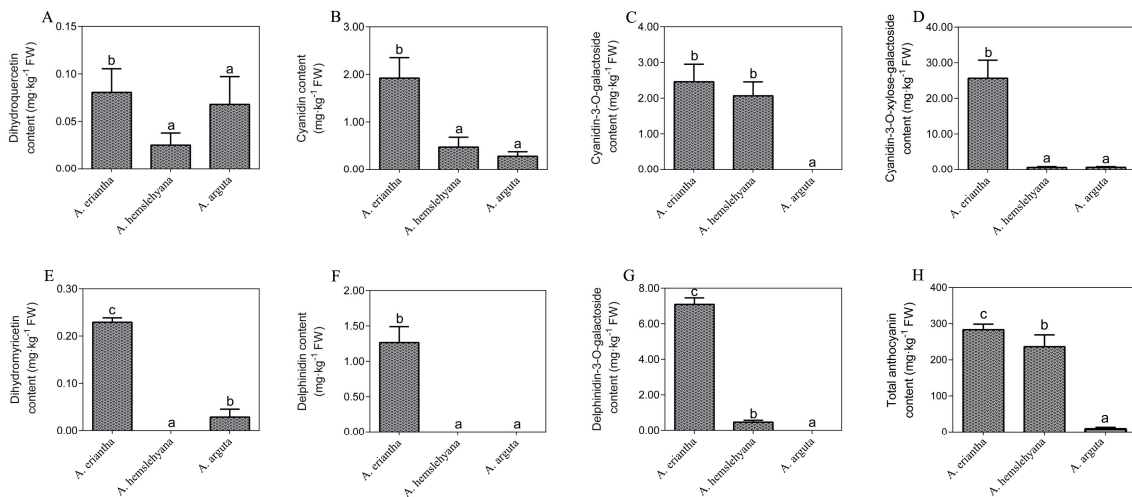 A
Dihydroquercetin
content (mg·kg⁻¹ FW)
0.15
0.10
0.05
0.00
b
a
a
A. eriantha
A. hemslehyana
A. arguta
B
Cyanidin content
(mg·kg⁻¹ FW)
3.00
2.00
1.00
0.00
b
a
a
A. eriantha
A. hemslehyana
A. arguta
C
Cyanidin-3-O-galactoside
content (mg·kg⁻¹ FW)
4.00
3.00
2.00
1.00
0.00
b
b
a
A. eriantha
A. hemslehyana
A. arguta
D
Cyanidin-3-O-xylose-galactoside
content (mg·kg⁻¹ FW)
40.00
30.00
20.00
10.00
0.00
b
a
a
A. eriantha
A. hemslehyana
A. arguta
E
Dihydromyricetin
content (mg·kg⁻¹ FW)
0.30
0.20
0.10
0.00
c
a
b
A. eriantha
A. hemslehyana
A. arguta
F
Delphinidin content
(mg·kg⁻¹ FW)
2.00
1.50
1.00
0.50
0.00
b
a
a
A. eriantha
A. hemslehyana
A. arguta
G
Delphinidin-3-O-galactoside
content (mg·kg⁻¹ FW)
8.00
6.00
4.00
2.00
0.00
c
b
a
A. eriantha
A. hemslehyana
A. arguta
H
Total anthocyanin
content (mg·kg⁻¹ FW)
400
300
200
100
0
c
b
a
A. eriantha
A. hemslehyana
A. arguta